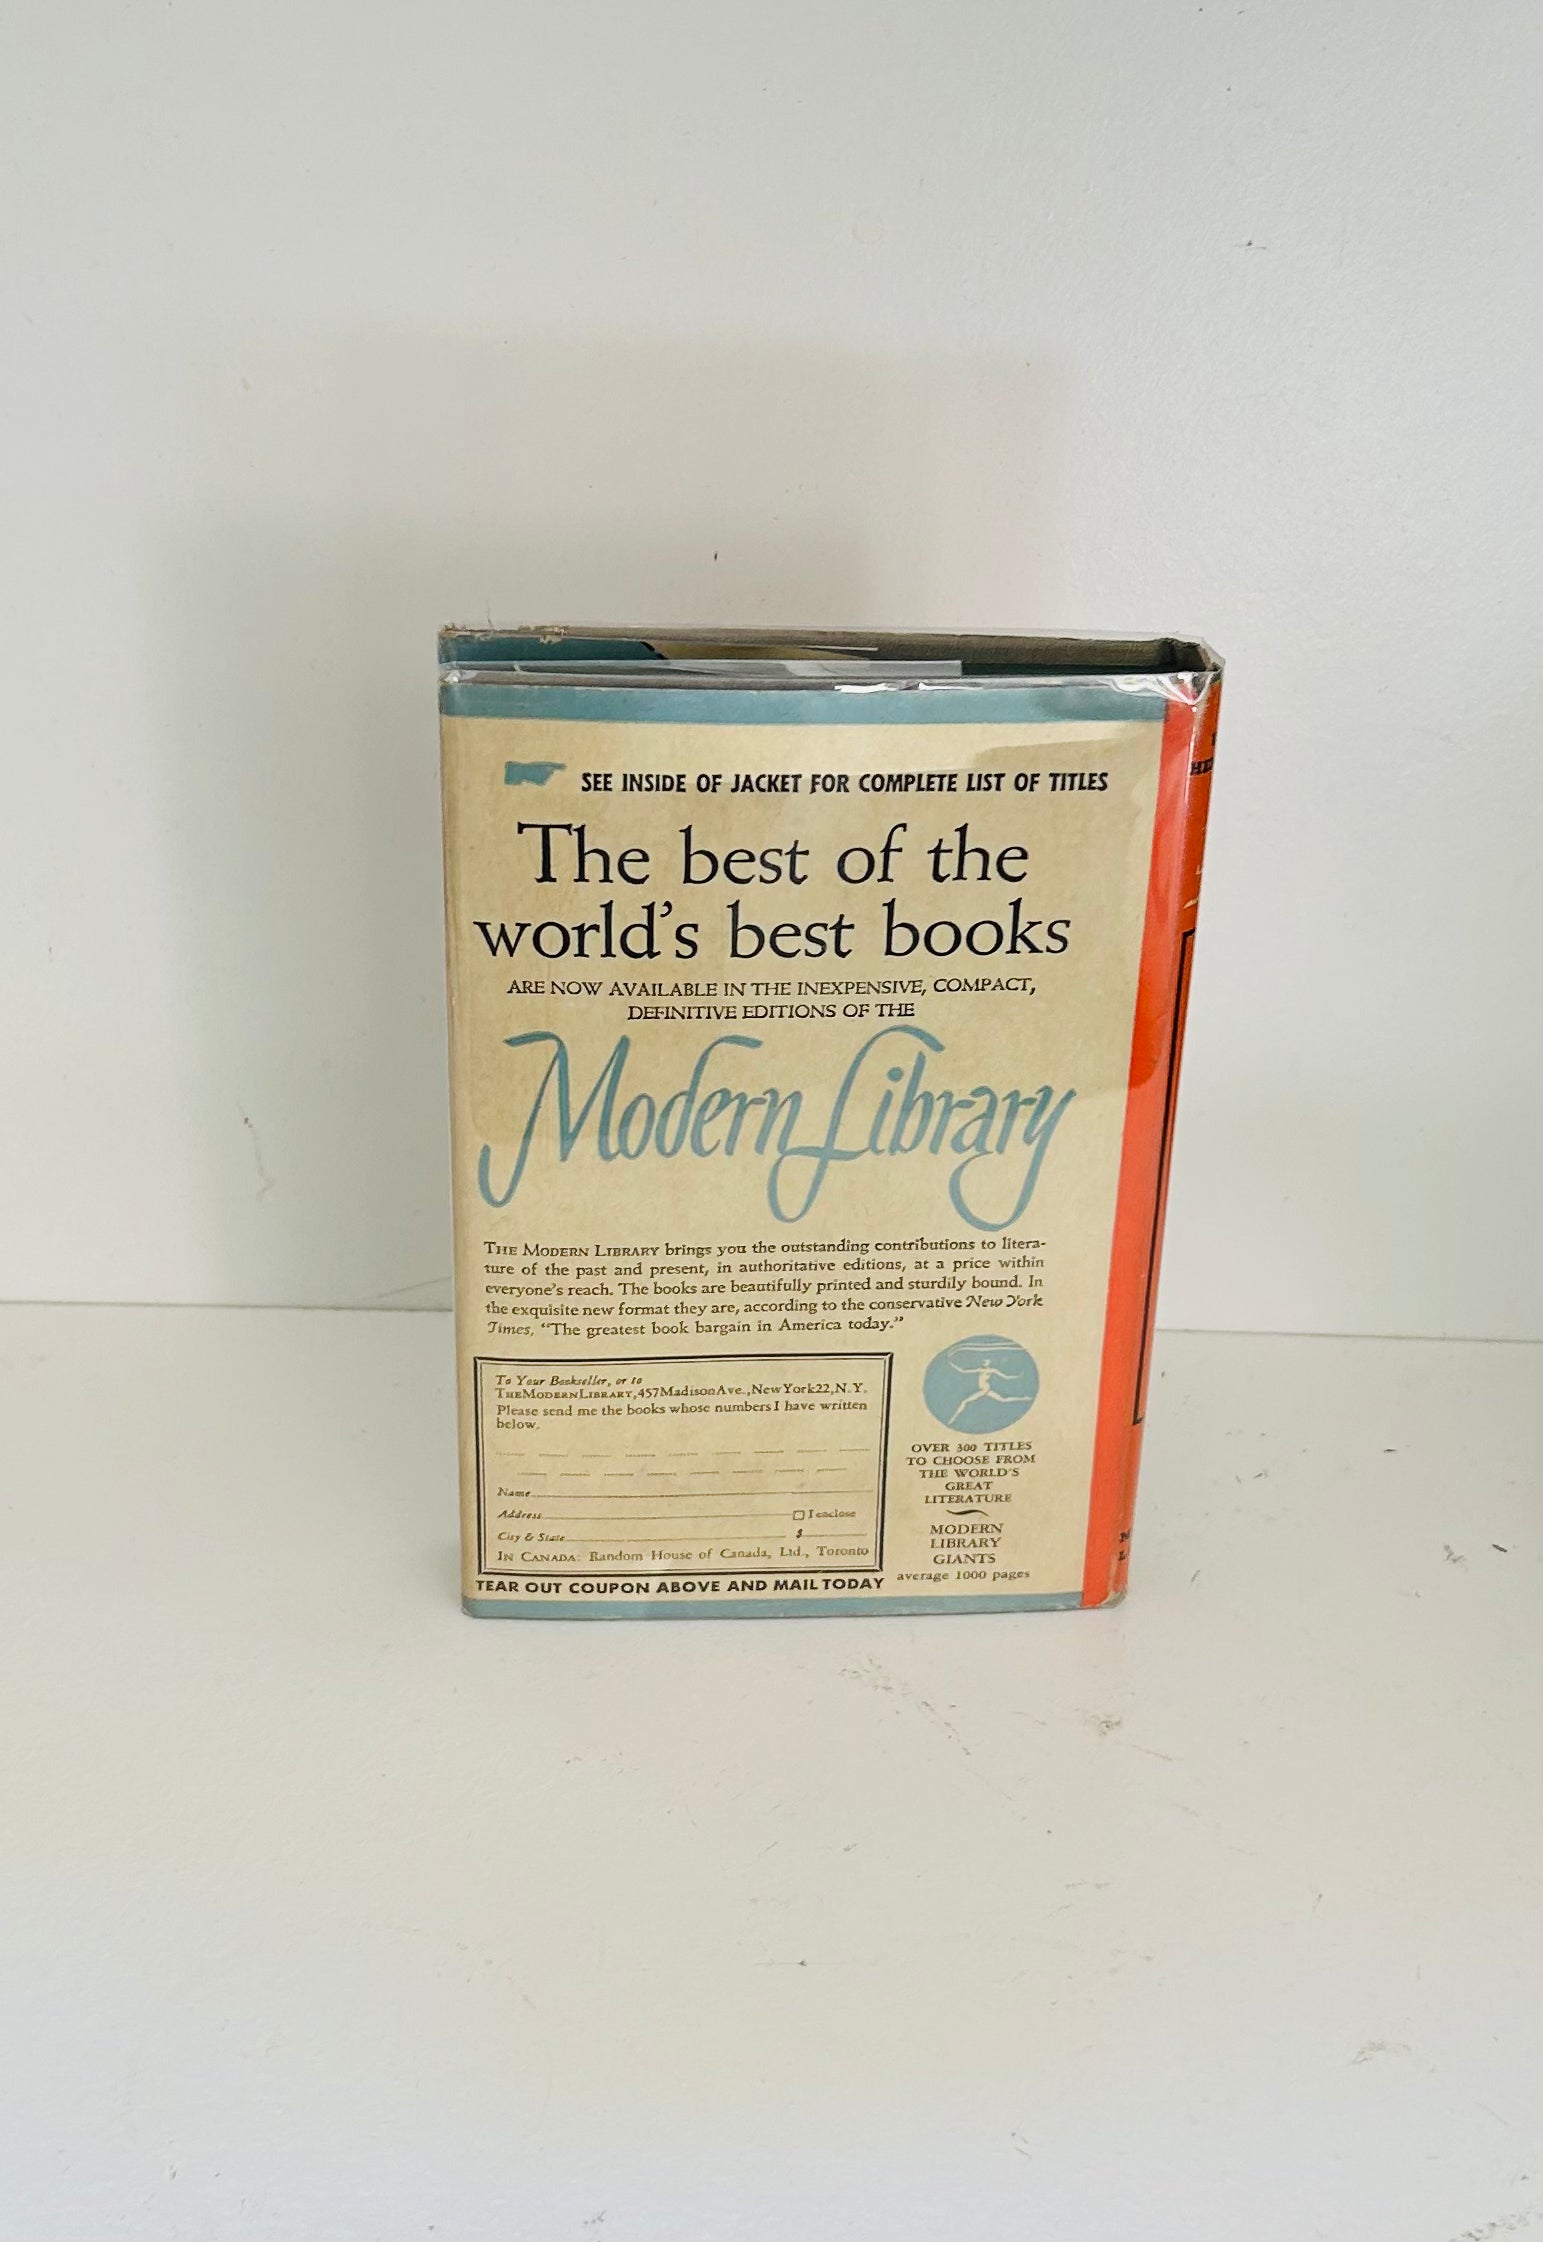 SEE INSIDE OF JACKET FOR COMPLETE LIST OF TITLES
The best of the
world's best books
ARE NOW AVAILABLE IN THE INEXPENSIVE, COMPACT,
DEFINITIVE EDITIONS OF THE
Modern Library
THE MODERN LIBRARY brings you the outstanding contributions to litera-
ture of the past and present, in authoritative editions, at a price within
everyone's reach. The books are beautifully printed and sturdily bound. In
the exquisite new format they are, according to the conservative New York
Times, "The greatest book bargain in America today."
To Your Bookseller, or to
THE MODERN LIBRARY, 457 Madison Ave., New York 22, N. Y.
Please send me the books whose numbers I have written
below.
Name
Address I enclose
City & State $
IN CANADA: Random House of Canada, Ltd., Toronto
TEAR OUT COUPON ABOVE AND MAIL TODAY
OVER 300 TITLES
TO CHOOSE FROM
THE WORLD'S
GREAT
LITERATURE
MODERN
LIBRARY
GIANTS
average 1000 pages